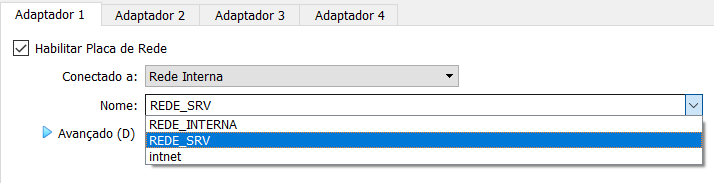 Adaptador 1 Adaptador 2 Adaptador 3 Adaptador 4
Habilitar Placa de Rede
Conectado a: Rede Interna
Nome: REDE_SRV
REDE_INTERNA
Avançado (D) REDE_SRV
intnet